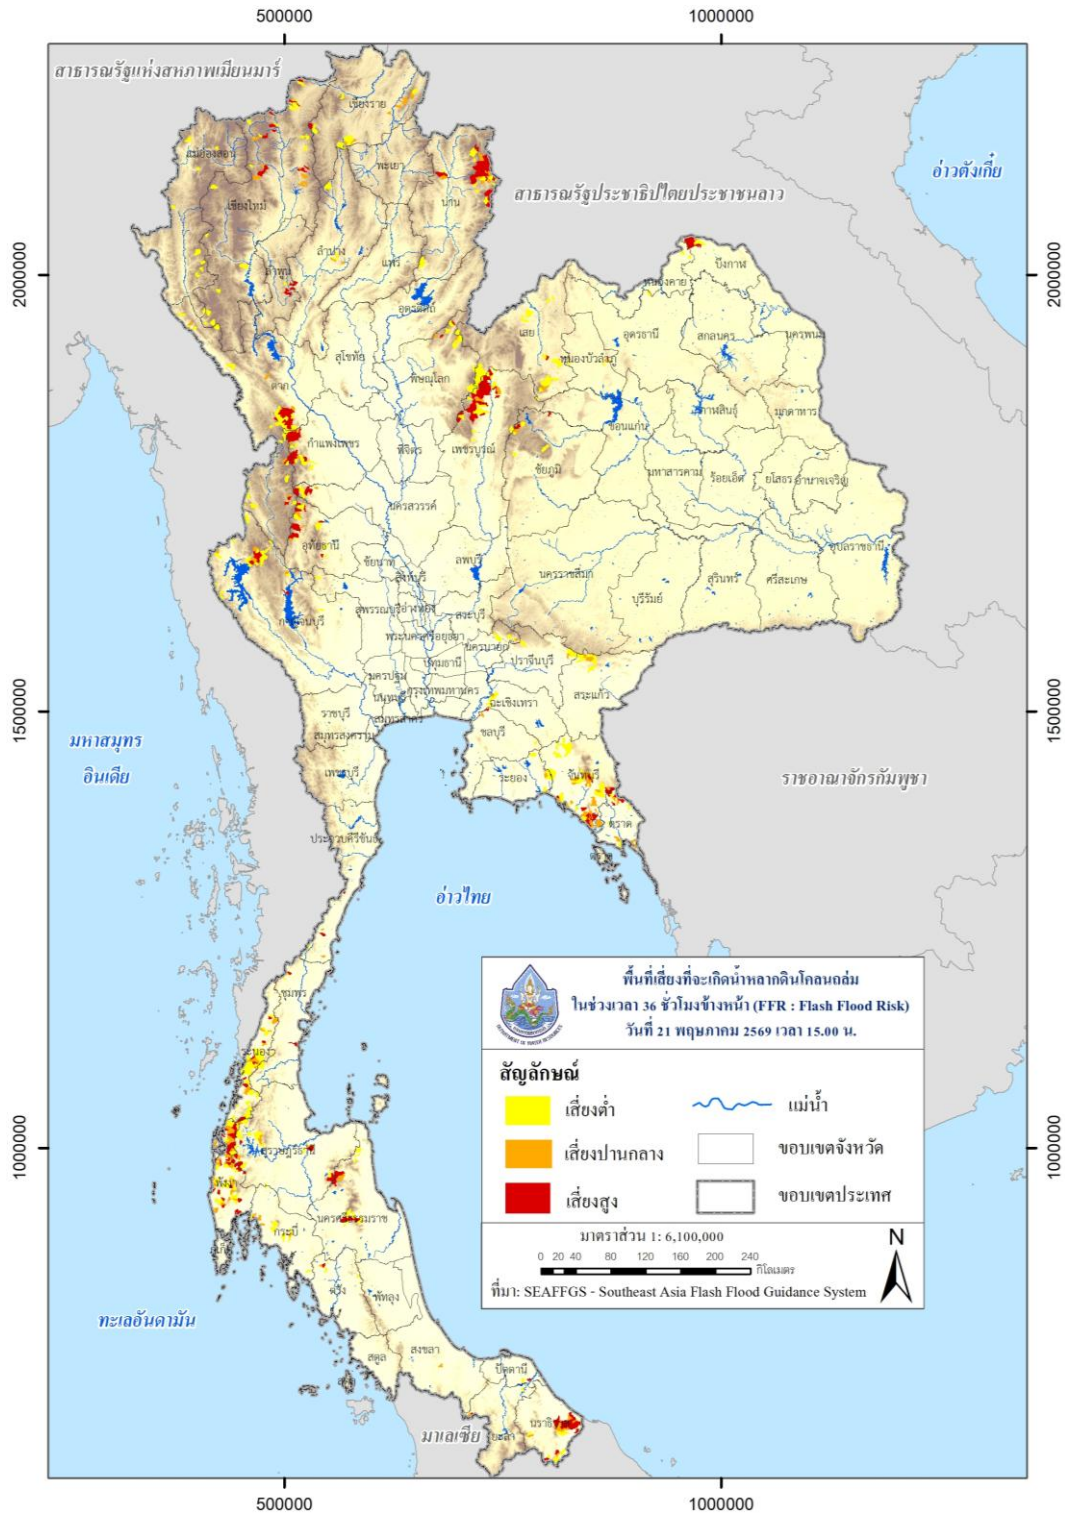 500000
1000000
สาธารณรัฐแห่งสหภาพเมียนมาร์
เชียงราย
แม่ฮ่องสอน
พะเยา
อ่าวตังเกี๋ย
สาธารณรัฐประชาธิปไตยประชาชนลาว
เชียงใหม่
น่าน
ลำปาง
แพร่
ลำพูน
บึงกาฬ
2000000
2000000
หนองคาย
อุตรดิตถ์
เลย
อุดรธานี
สกลนคร
นครพนม
สุโขทัย
หนองบัวลำภู
ตาก
พิษณุโลก
กาฬสินธุ์
มุกดาหาร
ขอนแก่น
กำแพงเพชร
พิจิตร
เพชรบูรณ์
ชัยภูมิ
มหาสารคาม
ร้อยเอ็ด
ยโสธร
อำนาจเจริญ
นครสวรรค์
อุทัยธานี
อุบลราชธานี
ชัยนาท
ลพบุรี
สิงห์บุรี
นครราชสีมา
สุรินทร์
ศรีสะเกษ
บุรีรัมย์
สุพรรณบุรี
อ่างทอง
สระบุรี
กาญจนบุรี
พระนครศรีอยุธยา
นครนายก
ปทุมธานี
ปราจีนบุรี
นครปฐม
กรุงเทพมหานคร
นนทบุรี
สระแก้ว
ฉะเชิงเทรา
1500000
1500000
ราชบุรี
สมุทรสาคร
สมุทรสงคราม
ชลบุรี
มหาสมุทร
อินเดีย
เพชรบุรี
ระยอง
จันทบุรี
ราชอาณาจักรกัมพูชา
ตราด
ประจวบคีรีขันธ์
ตราด
อ่าวไทย
พื้นที่เสี่ยงที่จะเกิดน้ำหลากดินโคลนถล่ม
ในช่วงเวลา 36 ชั่วโมงข้างหน้า (FFR : Flash Flood Risk)
วันที่ 21 พฤษภาคม 2569 เวลา 15.00 น.
DEPARTMENT OF WATER RESOURCES
ชุมพร
ระนอง
สัญลักษณ์
เสี่ยงต่ำ
แม่น้ำ
เสี่ยงปานกลาง
ขอบเขตจังหวัด
เสี่ยงสูง
ขอบเขตประเทศ
1000000
1000000
สุราษฎร์ธานี
พังงา
นครศรีธรรมราช
กระบี่
ภูเก็ต
มาตราส่วน 1: 6,100,000
N
0 20 40 80 120 160 200 240
กิโลเมตร
ที่มา: SEAFFGS - Southeast Asia Flash Flood Guidance System
ตรัง
พัทลุง
ทะเลอันดามัน
สตูล
สงขลา
ปัตตานี
นราธิวาส
มาเลเซีย
ยะลา
500000
1000000